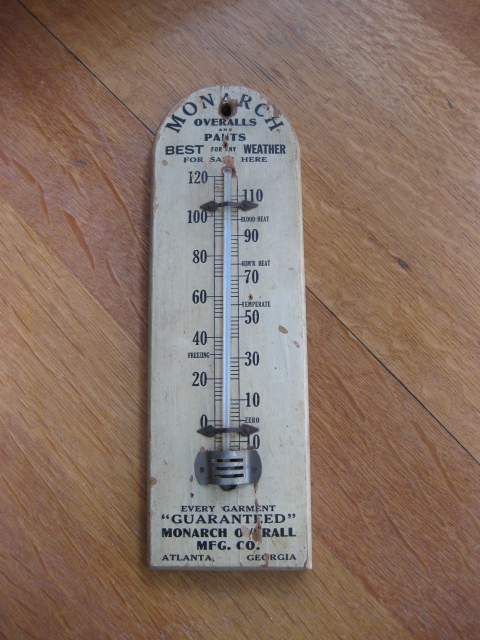 MONARCH
OVERALLS
AND
PANTS
BEST FOR ANY WEATHER
FOR SALE HERE
120
110
100 BLOOD HEAT
90
80
SUM'R HEAT
70
60
TEMPERATE
50
40
FREEZING
30
20
10
0 ZERO
10
EVERY GARMENT
"GUARANTEED"
MONARCH OVERALL
MFG. CO.
ATLANTA, GEORGIA